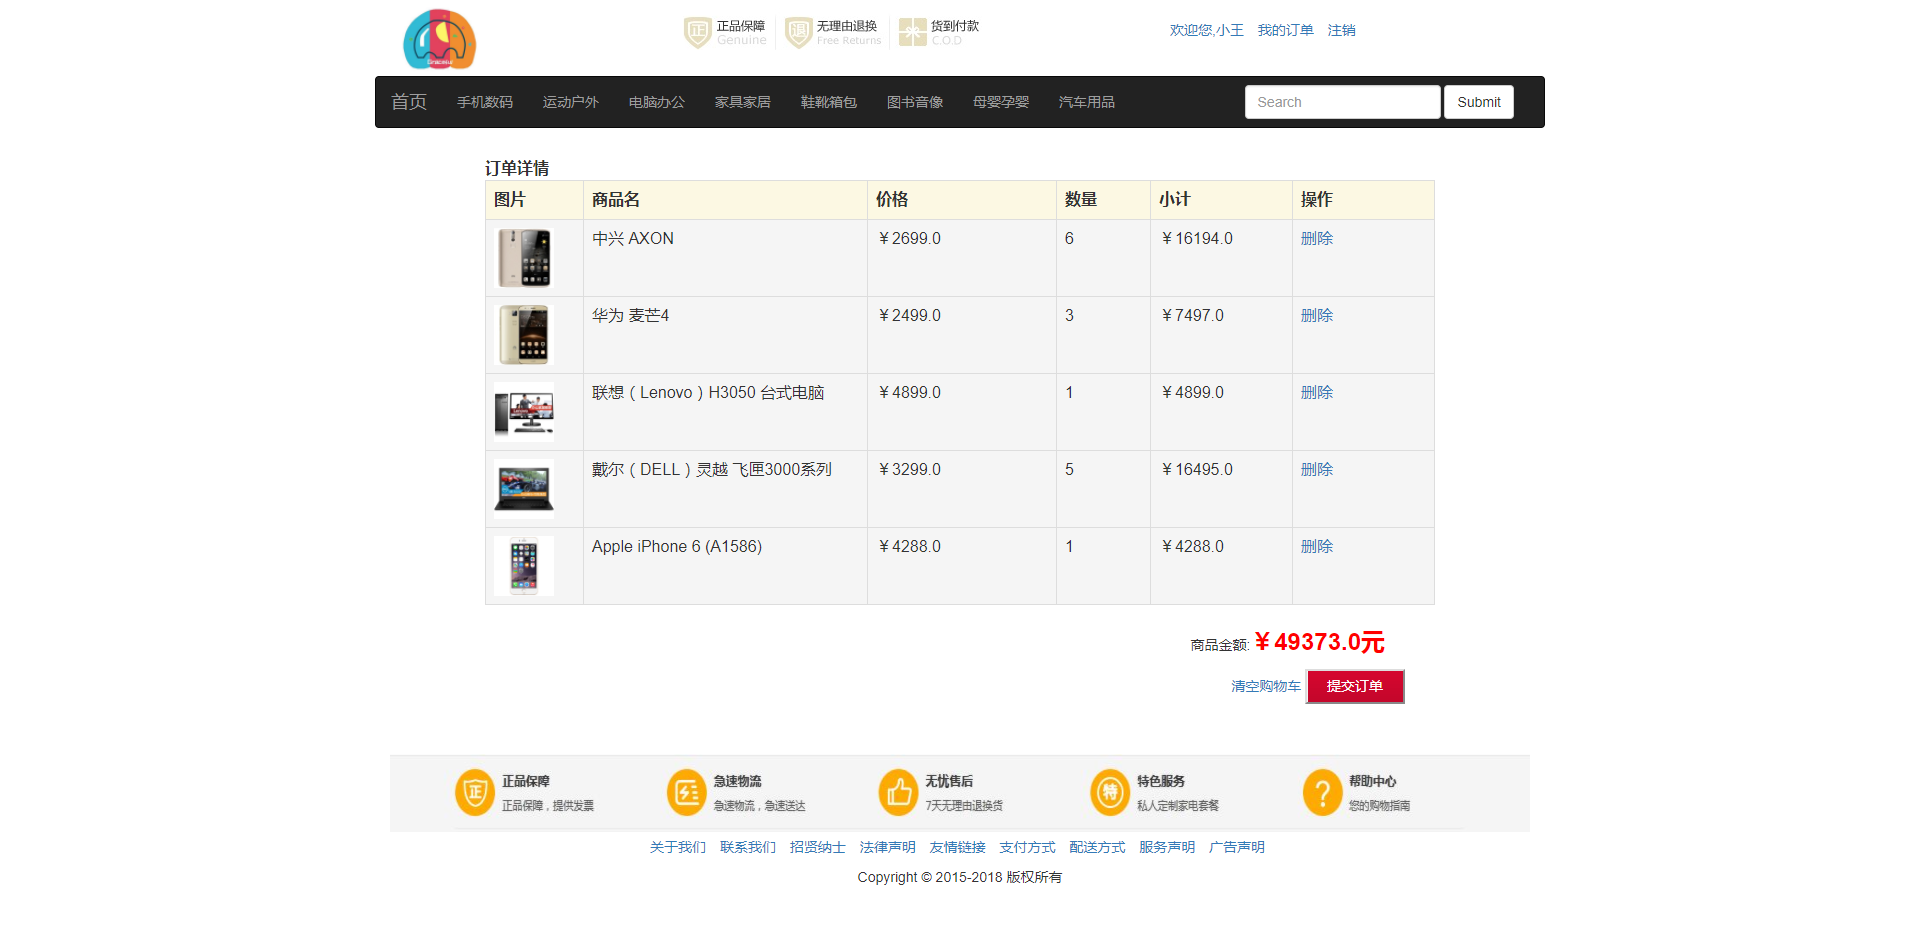 正 正品保障 退 无理由退换 货到付款 欢迎您,小王 我的订单 注销
Genuine Free Returns C.O.D
首页 手机数码 运动户外 电脑办公 家具家居 鞋靴箱包 图书音像 母婴孕婴 汽车用品 Search Submit
订单详情
图片 商品名 价格 数量 小计 操作
中兴 AXON ￥2699.0 6 ￥16194.0 删除
华为 麦芒4 ￥2499.0 3 ￥7497.0 删除
联想（Lenovo）H3050 台式电脑 ￥4899.0 1 ￥4899.0 删除
戴尔（DELL）灵越 飞匣3000系列 ￥3299.0 5 ￥16495.0 删除
Apple iPhone 6 (A1586) ￥4288.0 1 ￥4288.0 删除
商品金额: ￥49373.0元
清空购物车 提交订单
正 正品保障 急速物流 无忧售后 特 特色服务 ? 帮助中心
正品保障，提供发票 急速物流，急速送达 7天无理由退换货 私人定制家电套餐 您的购物指南
关于我们 联系我们 招贤纳士 法律声明 友情链接 支付方式 配送方式 服务声明 广告声明
Copyright © 2015-2018 版权所有